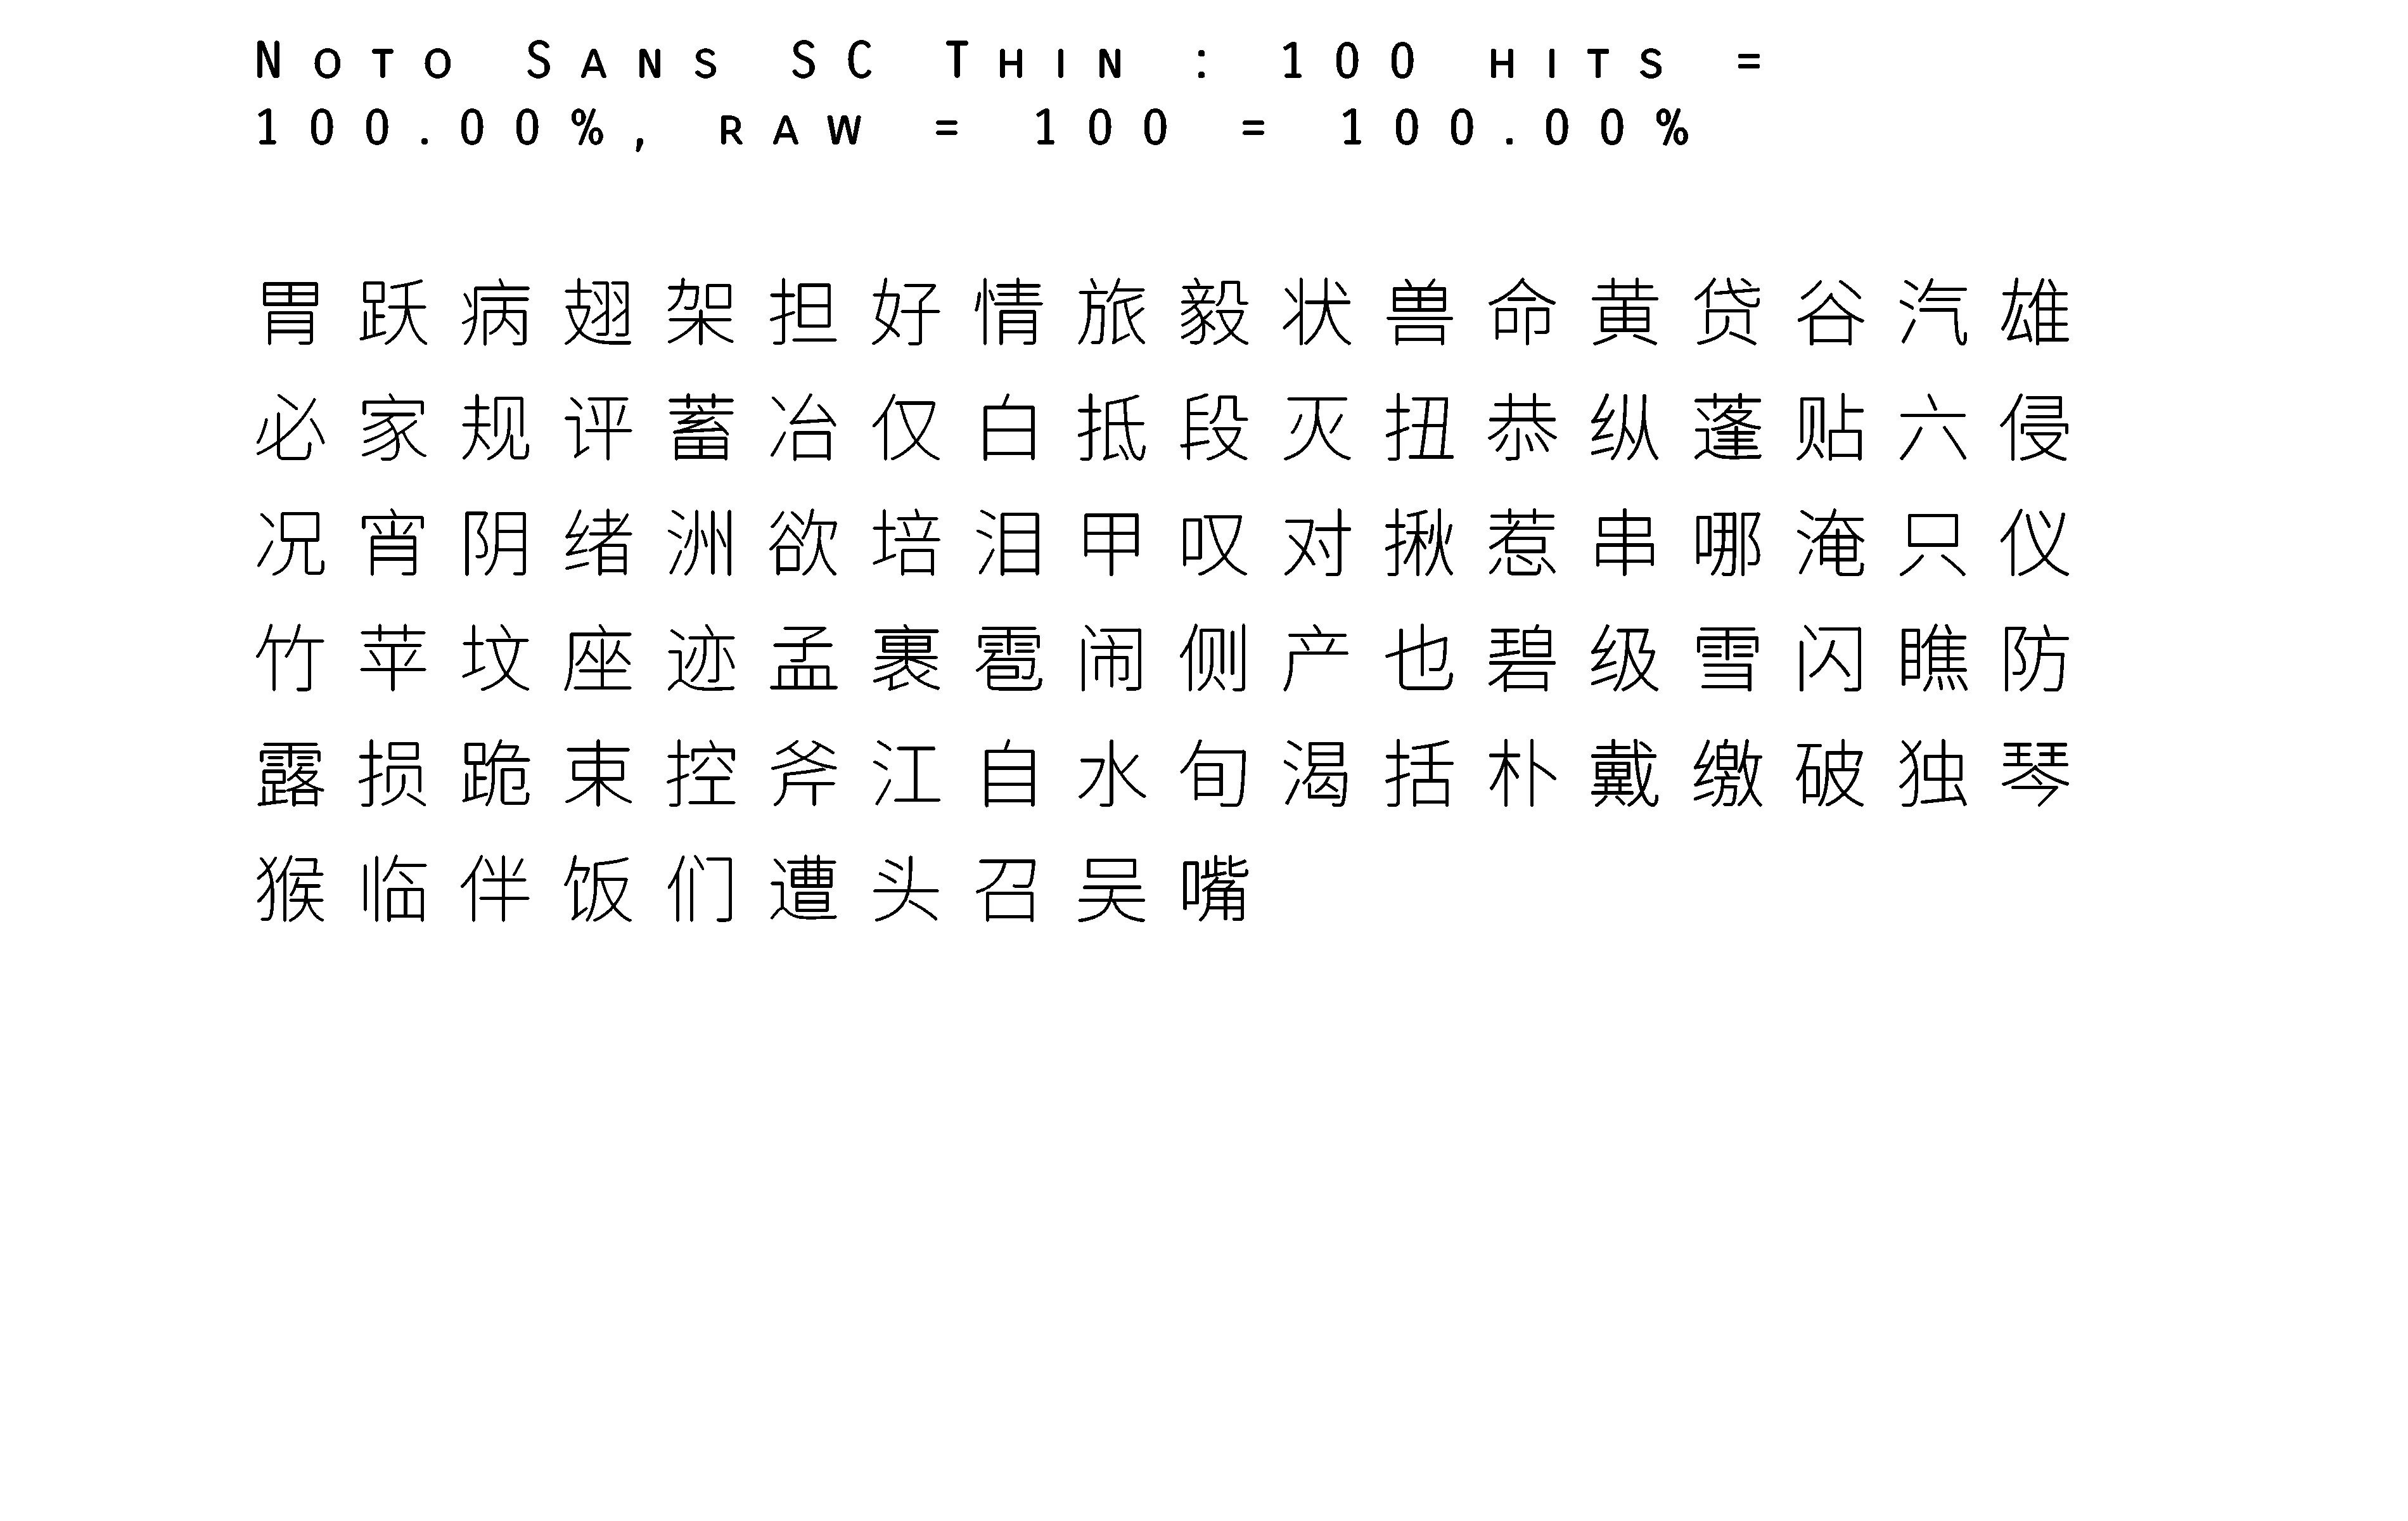 Noto Sans SC Thin : 100 hits =
100.00%, raw = 100 = 100.00%
胃跃病翅架担好情旅毅状兽命黄贷谷汽雄
必家规评蓄冶仅白抵段灭扭恭纵蓬贴六侵
况宵阴绪洲欲培泪甲叹对揪惹串哪淹只仪
竹苹坟座迹孟裹雹闹侧产也碧级雪闪瞧防
露损跪束控斧江自水旬渴括朴戴缴破独琴
猴临伴饭们遭头召吴嘴